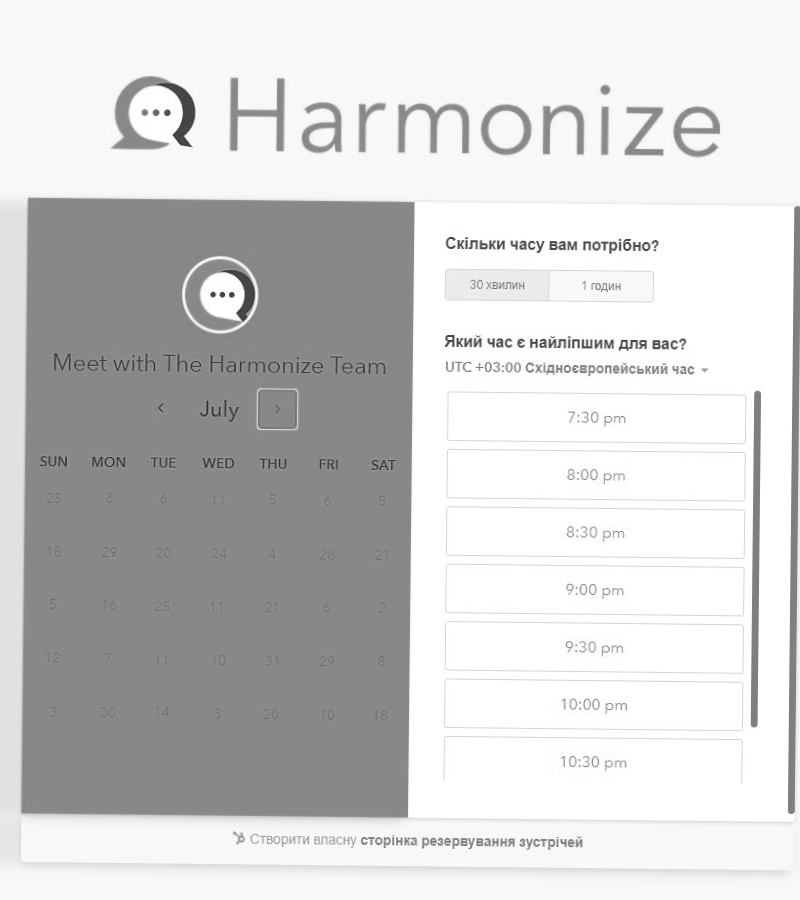 Harmonize
Meet with The Harmonize Team
July
SUN MON TUE WED THU FRI SAT
25 8 6 11 5 6 5
18 29 20 24 4 28 21
5 16 25 11 21 6 2
12 7 11 10 31 29 8
3 30 14 3 20 10 18
Скільки часу вам потрібно?
30 хвилин 1 годин
Який час є найліпшим для вас?
UTC +03:00 Східноєвропейський час
7:30 pm
8:00 pm
8:30 pm
9:00 pm
9:30 pm
10:00 pm
10:30 pm
Створити власну сторінка резервування зустрічей